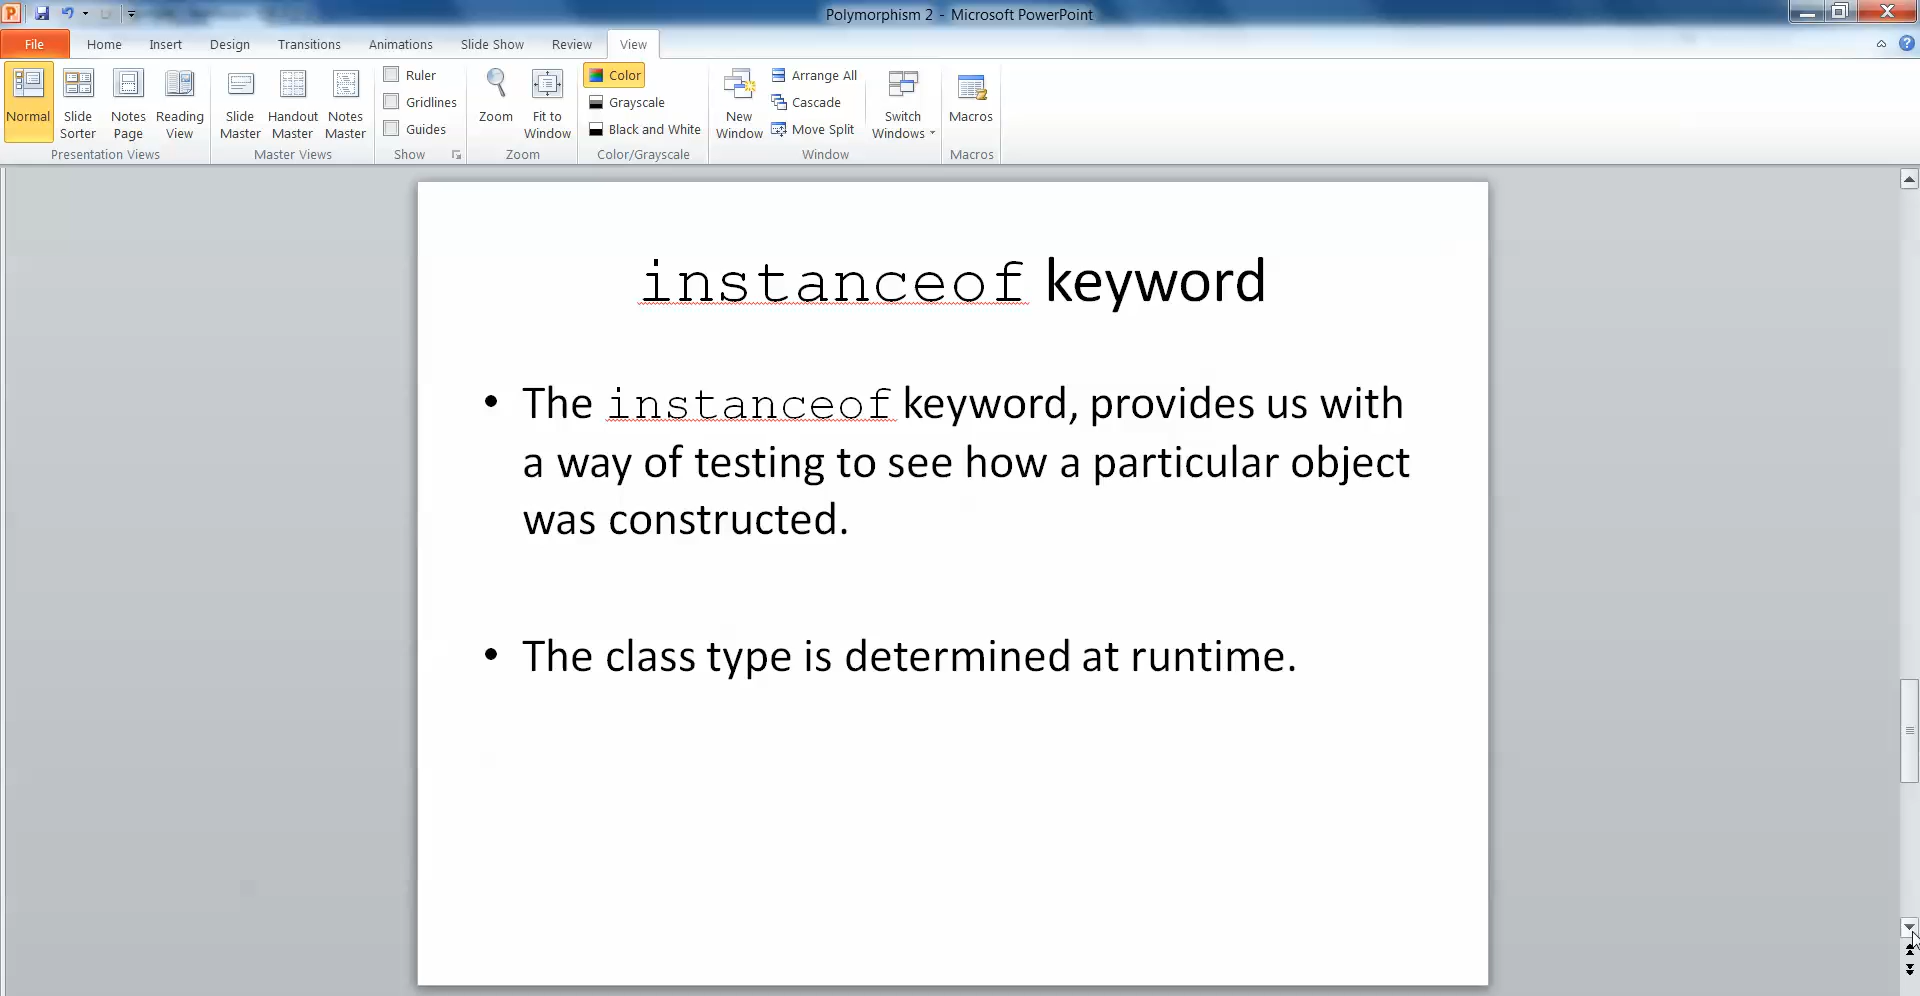 Polymorphism 2 - Microsoft PowerPoint
File Home Insert Design Transitions Animations Slide Show Review View
Normal Slide Sorter Notes Page Reading View
Presentation Views
Slide Master Handout Master Notes Master
Master Views
Ruler
Gridlines
Guides
Show
Zoom Fit to Window
Zoom
Color
Grayscale
Black and White
Color/Grayscale
New Window
Arrange All
Cascade
Move Split
Switch Windows
Window
Macros
Macros
instanceof keyword
• The instanceof keyword, provides us with
a way of testing to see how a particular object
was constructed.
• The class type is determined at runtime.